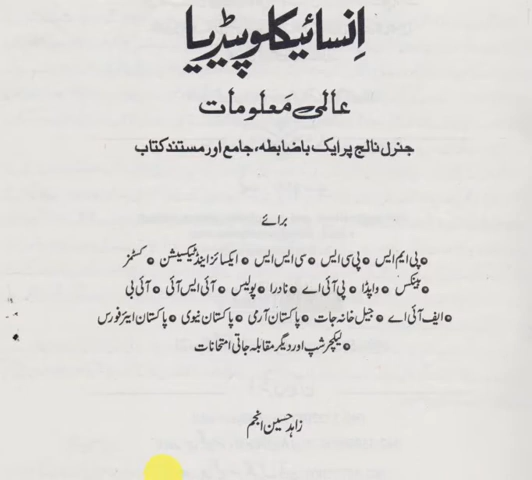 انسائیکلوپیڈیا
عالمی مَعلومات
جنرل نالج پر ایک باضابطہ، جامع اور مستند کتاب
برائے
● پی ایم ایس ● پی سی ایس ● سی ایس ایس ● ایکسائز اینڈ ٹیکسیشن ● کسٹمز
● بینکس ● واپڈا ● پی آئی اے ● نادرا ● پولیس ● آئی ایس آئی ● آئی بی
● ایف آئی اے ● جیل خانہ جات ● پاکستان آرمی ● پاکستان نیوی ● پاکستان ایئر فورس
● لیکچرشپ اور دیگر مقابلہ جاتی امتحانات
زاہد حسین انجم